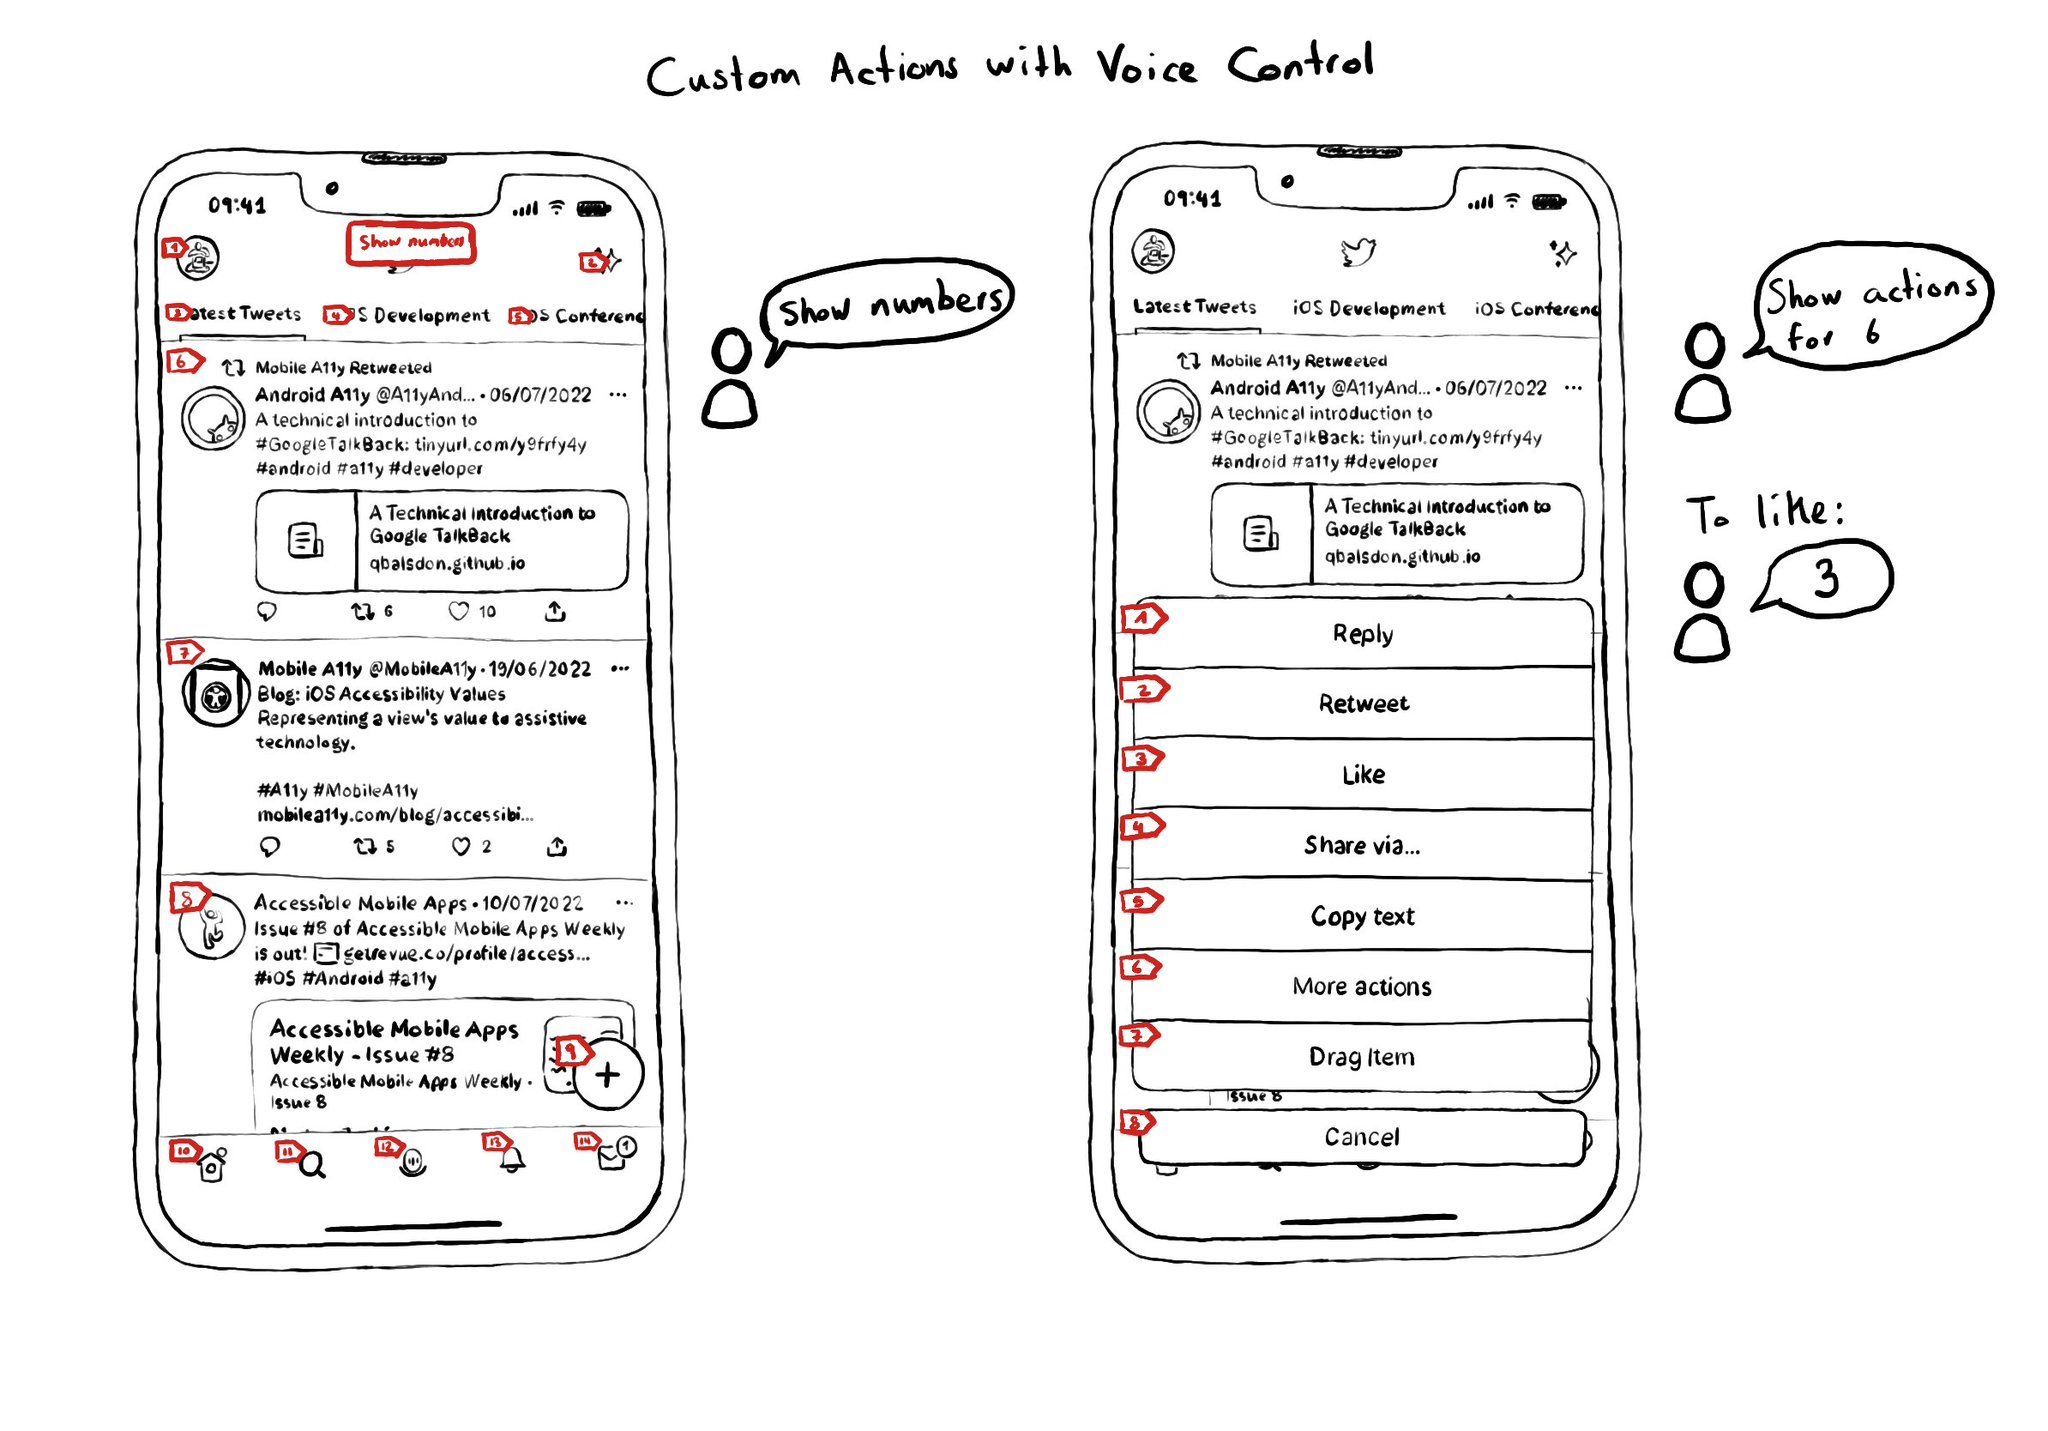 Custom Actions with Voice Control
09:41
Show numbers
1
2
3
atest Tweets
4
OS Development
5
OS Conferenc
6
Mobile A11y Retweeted
Android A11y @A11yAnd... • 06/07/2022 ...
A technical introduction to
#GoogleTalkBack: tinyurl.com/y9frfy4y
#android #a11y #developer
A Technical introduction to
Google TalkBack
qbalsdon.github.io
6 10
7
Mobile A11y @MobileA11y • 19/06/2022 ...
Blog: iOS Accessibility Values
Representing a view's value to assistive
technology.
#A11y #MobileA11y
mobilea11y.com/blog/accessibi...
5 2
8
Accessible Mobile Apps • 10/07/2022 ...
Issue #8 of Accessible Mobile Apps Weekly
is out! getrevue.co/profile/access...
#iOS #Android #a11y
Accessible Mobile Apps
Weekly - Issue #8
Accessible Mobile Apps Weekly -
Issue 8
9
+
10 11 12 13 14 1
Show numbers
09:41
Latest Tweets iOS Development iOS Conferenc
Mobile A11y Retweeted
Android A11y @A11yAnd... • 06/07/2022 ...
A technical introduction to
#GoogleTalkBack: tinyurl.com/y9frfy4y
#android #a11y #developer
A Technical introduction to
Google TalkBack
qbalsdon.github.io
1 Reply
2 Retweet
3 Like
4 Share via...
5 Copy text
6 More actions
7 Drag Item
Issue 8
8 Cancel
Show actions
for 6
To like:
3